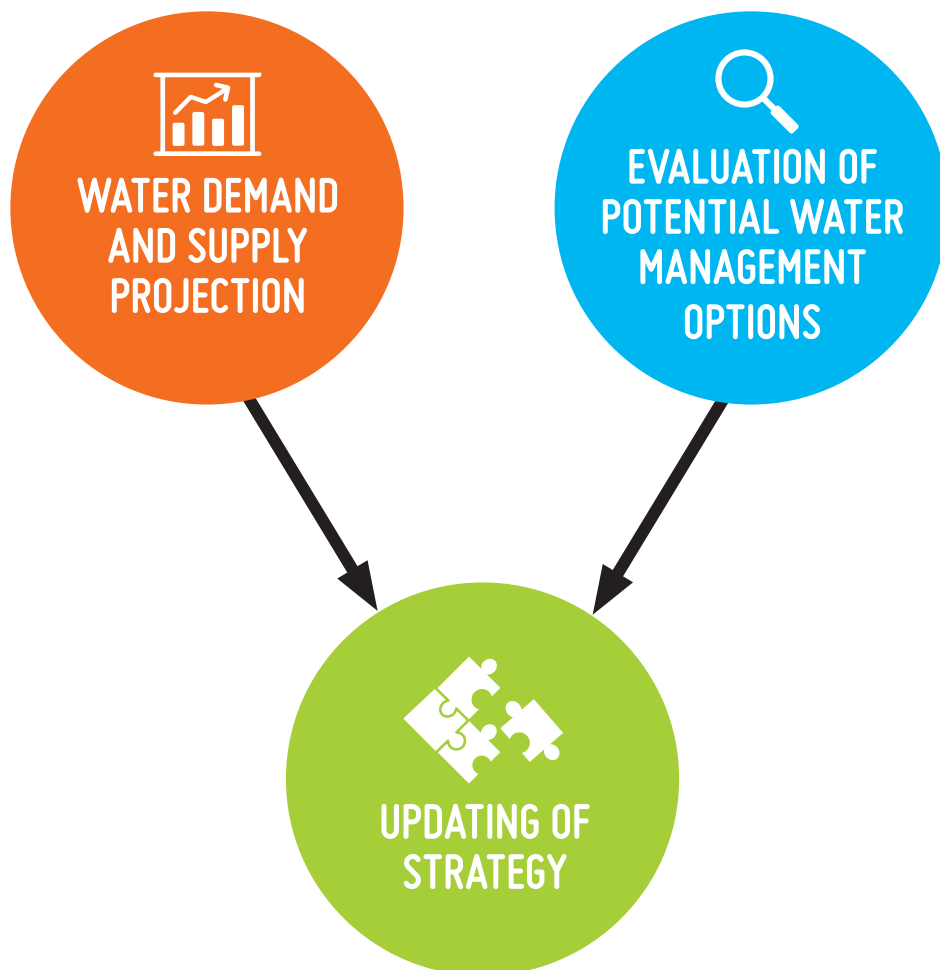 WATER DEMAND
AND SUPPLY
PROJECTION
EVALUATION OF
POTENTIAL WATER
MANAGEMENT
OPTIONS
UPDATING OF
STRATEGY